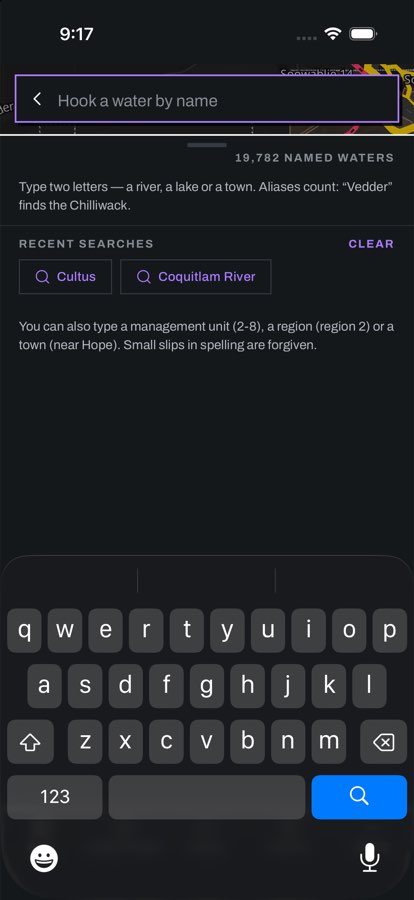 9:17
Hook a water by name
19,782 NAMED WATERS
Type two letters — a river, a lake or a town. Aliases count: “Vedder”
finds the Chilliwack.
RECENT SEARCHES
CLEAR
Cultus
Coquitlam River
You can also type a management unit (2-8), a region (region 2) or a
town (near Hope). Small slips in spelling are forgiven.
q w e r t y u i o p
a s d f g h j k l
z x c v b n m
123